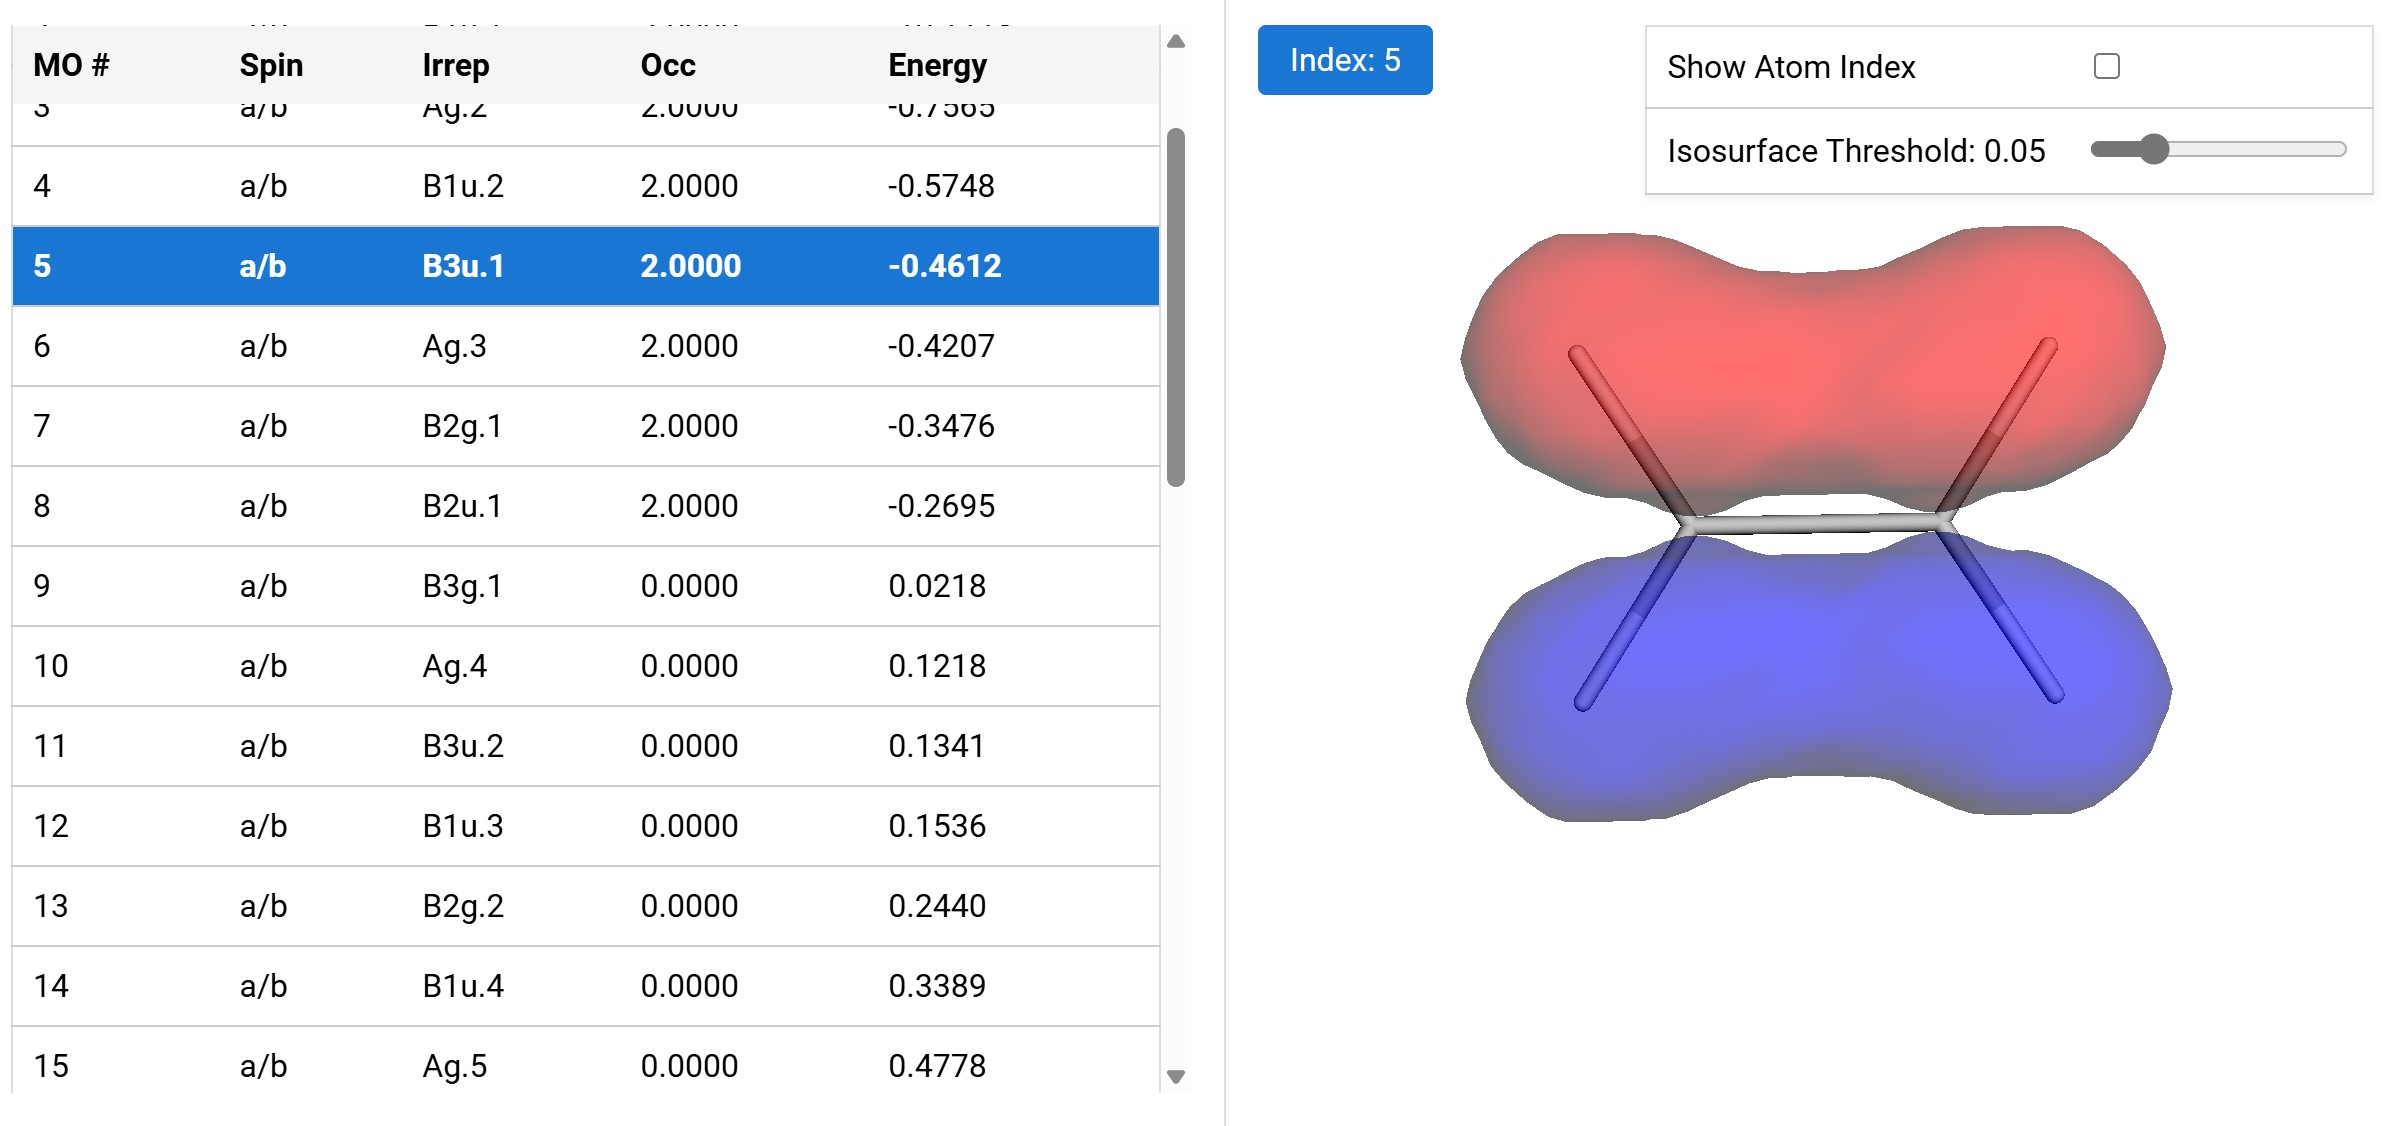 MO # Spin Irrep Occ Energy
3 a/b Ag.2 2.0000 -0.7565
4 a/b B1u.2 2.0000 -0.5748
5 a/b B3u.1 2.0000 -0.4612
6 a/b Ag.3 2.0000 -0.4207
7 a/b B2g.1 2.0000 -0.3476
8 a/b B2u.1 2.0000 -0.2695
9 a/b B3g.1 0.0000 0.0218
10 a/b Ag.4 0.0000 0.1218
11 a/b B3u.2 0.0000 0.1341
12 a/b B1u.3 0.0000 0.1536
13 a/b B2g.2 0.0000 0.2440
14 a/b B1u.4 0.0000 0.3389
15 a/b Ag.5 0.0000 0.4778
Index: 5
Show Atom Index
Isosurface Threshold: 0.05